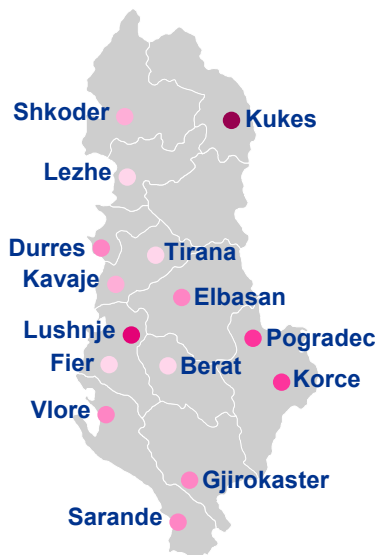 Shkoder
Kukes
Lezhe
Durres
Tirana
Kavaje
Elbasan
Lushnje
Pogradec
Fier
Berat
Korce
Vlore
Gjirokaster
Sarande